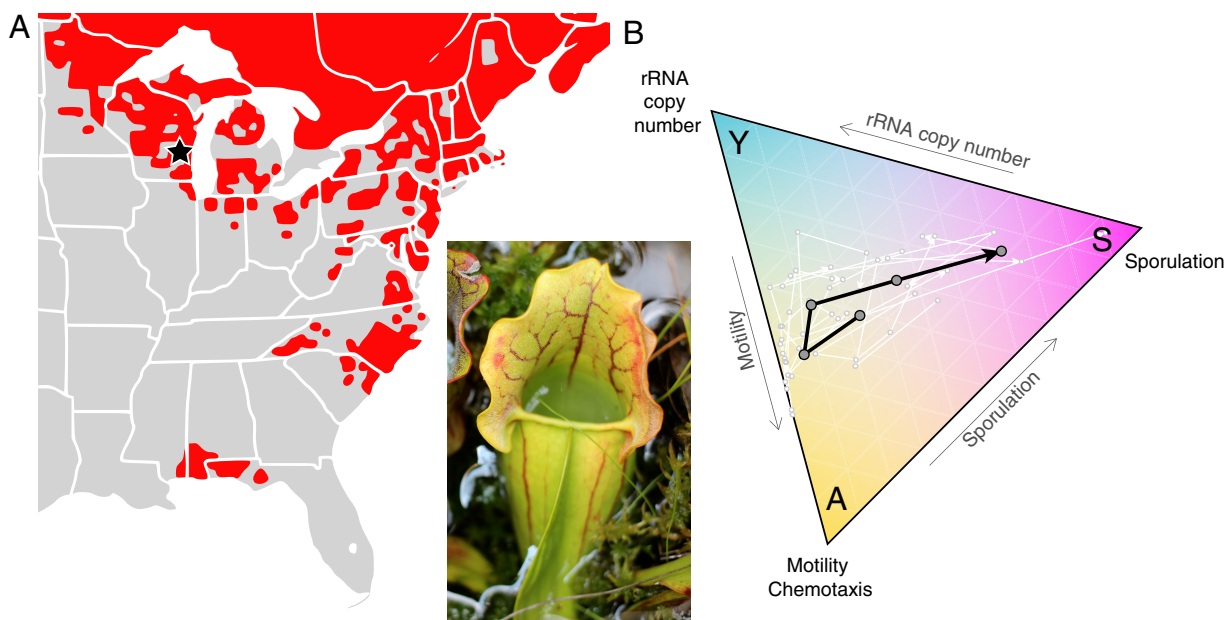 A
B
rRNA
copy
number
rRNA copy number
Y
S
Sporulation
Motility
Sporulation
A
Motility
Chemotaxis